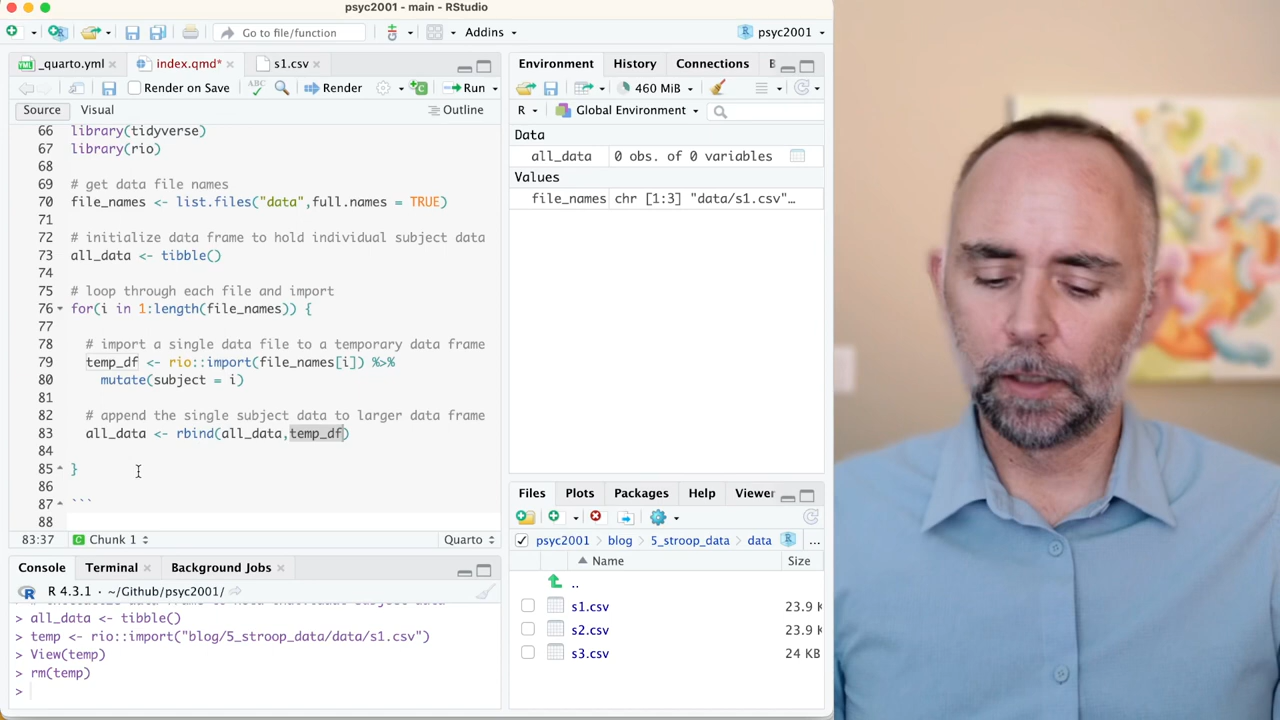 psyc2001 - main - RStudio
Go to file/function
Addins
psyc2001
_quarto.yml
index.qmd*
s1.csv
Render on Save
ABC
Render
Run
Source
Visual
Outline
66 library(tidyverse)
67 library(rio)
68
69 # get data file names
70 file_names <- list.files("data",full.names = TRUE)
71
72 # initialize data frame to hold individual subject data
73 all_data <- tibble()
74
75 # loop through each file and import
76 for(i in 1:length(file_names)) {
77
78 # import a single data file to a temporary data frame
79 temp_df <- rio::import(file_names[i]) %>%
80 mutate(subject = i)
81
82 # append the single subject data to larger data frame
83 all_data <- rbind(all_data,temp_df)
84
85 }
86
87 ```
88
83:37
Chunk 1
Quarto
Console
Terminal
Background Jobs
R 4.3.1 · ~/Github/psyc2001/
> all_data <- tibble()
> temp <- rio::import("blog/5_stroop_data/data/s1.csv")
> View(temp)
> rm(temp)
>
Environment
History
Connections
B
460 MiB
R
Global Environment
Data
all_data
0 obs. of 0 variables
Values
file_names
chr [1:3] "data/s1.csv"…
Files
Plots
Packages
Help
Viewer
psyc2001
blog
5_stroop_data
data
...
Name
Size
..
s1.csv
23.9 K
s2.csv
23.9 K
s3.csv
24 KB